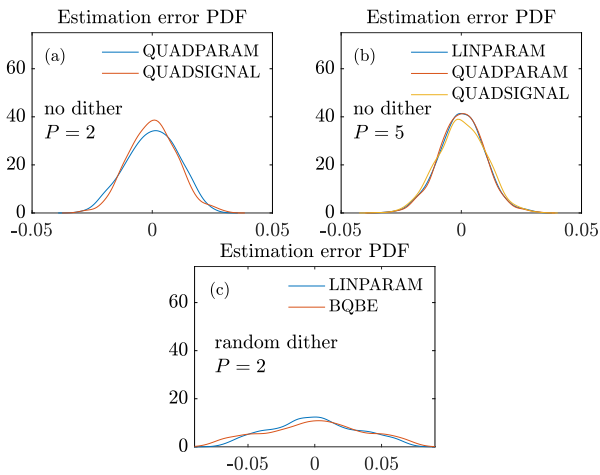 Estimation error PDF
(a)
QUADPARAM
QUADSIGNAL
no dither
P = 2
60
40
20
0
-0.05
0
0.05
Estimation error PDF
(b)
LINPARAM
QUADPARAM
QUADSIGNAL
no dither
P = 5
60
40
20
0
-0.05
0
0.05
Estimation error PDF
(c)
LINPARAM
BQBE
random dither
P = 2
60
40
20
0
-0.05
0
0.05